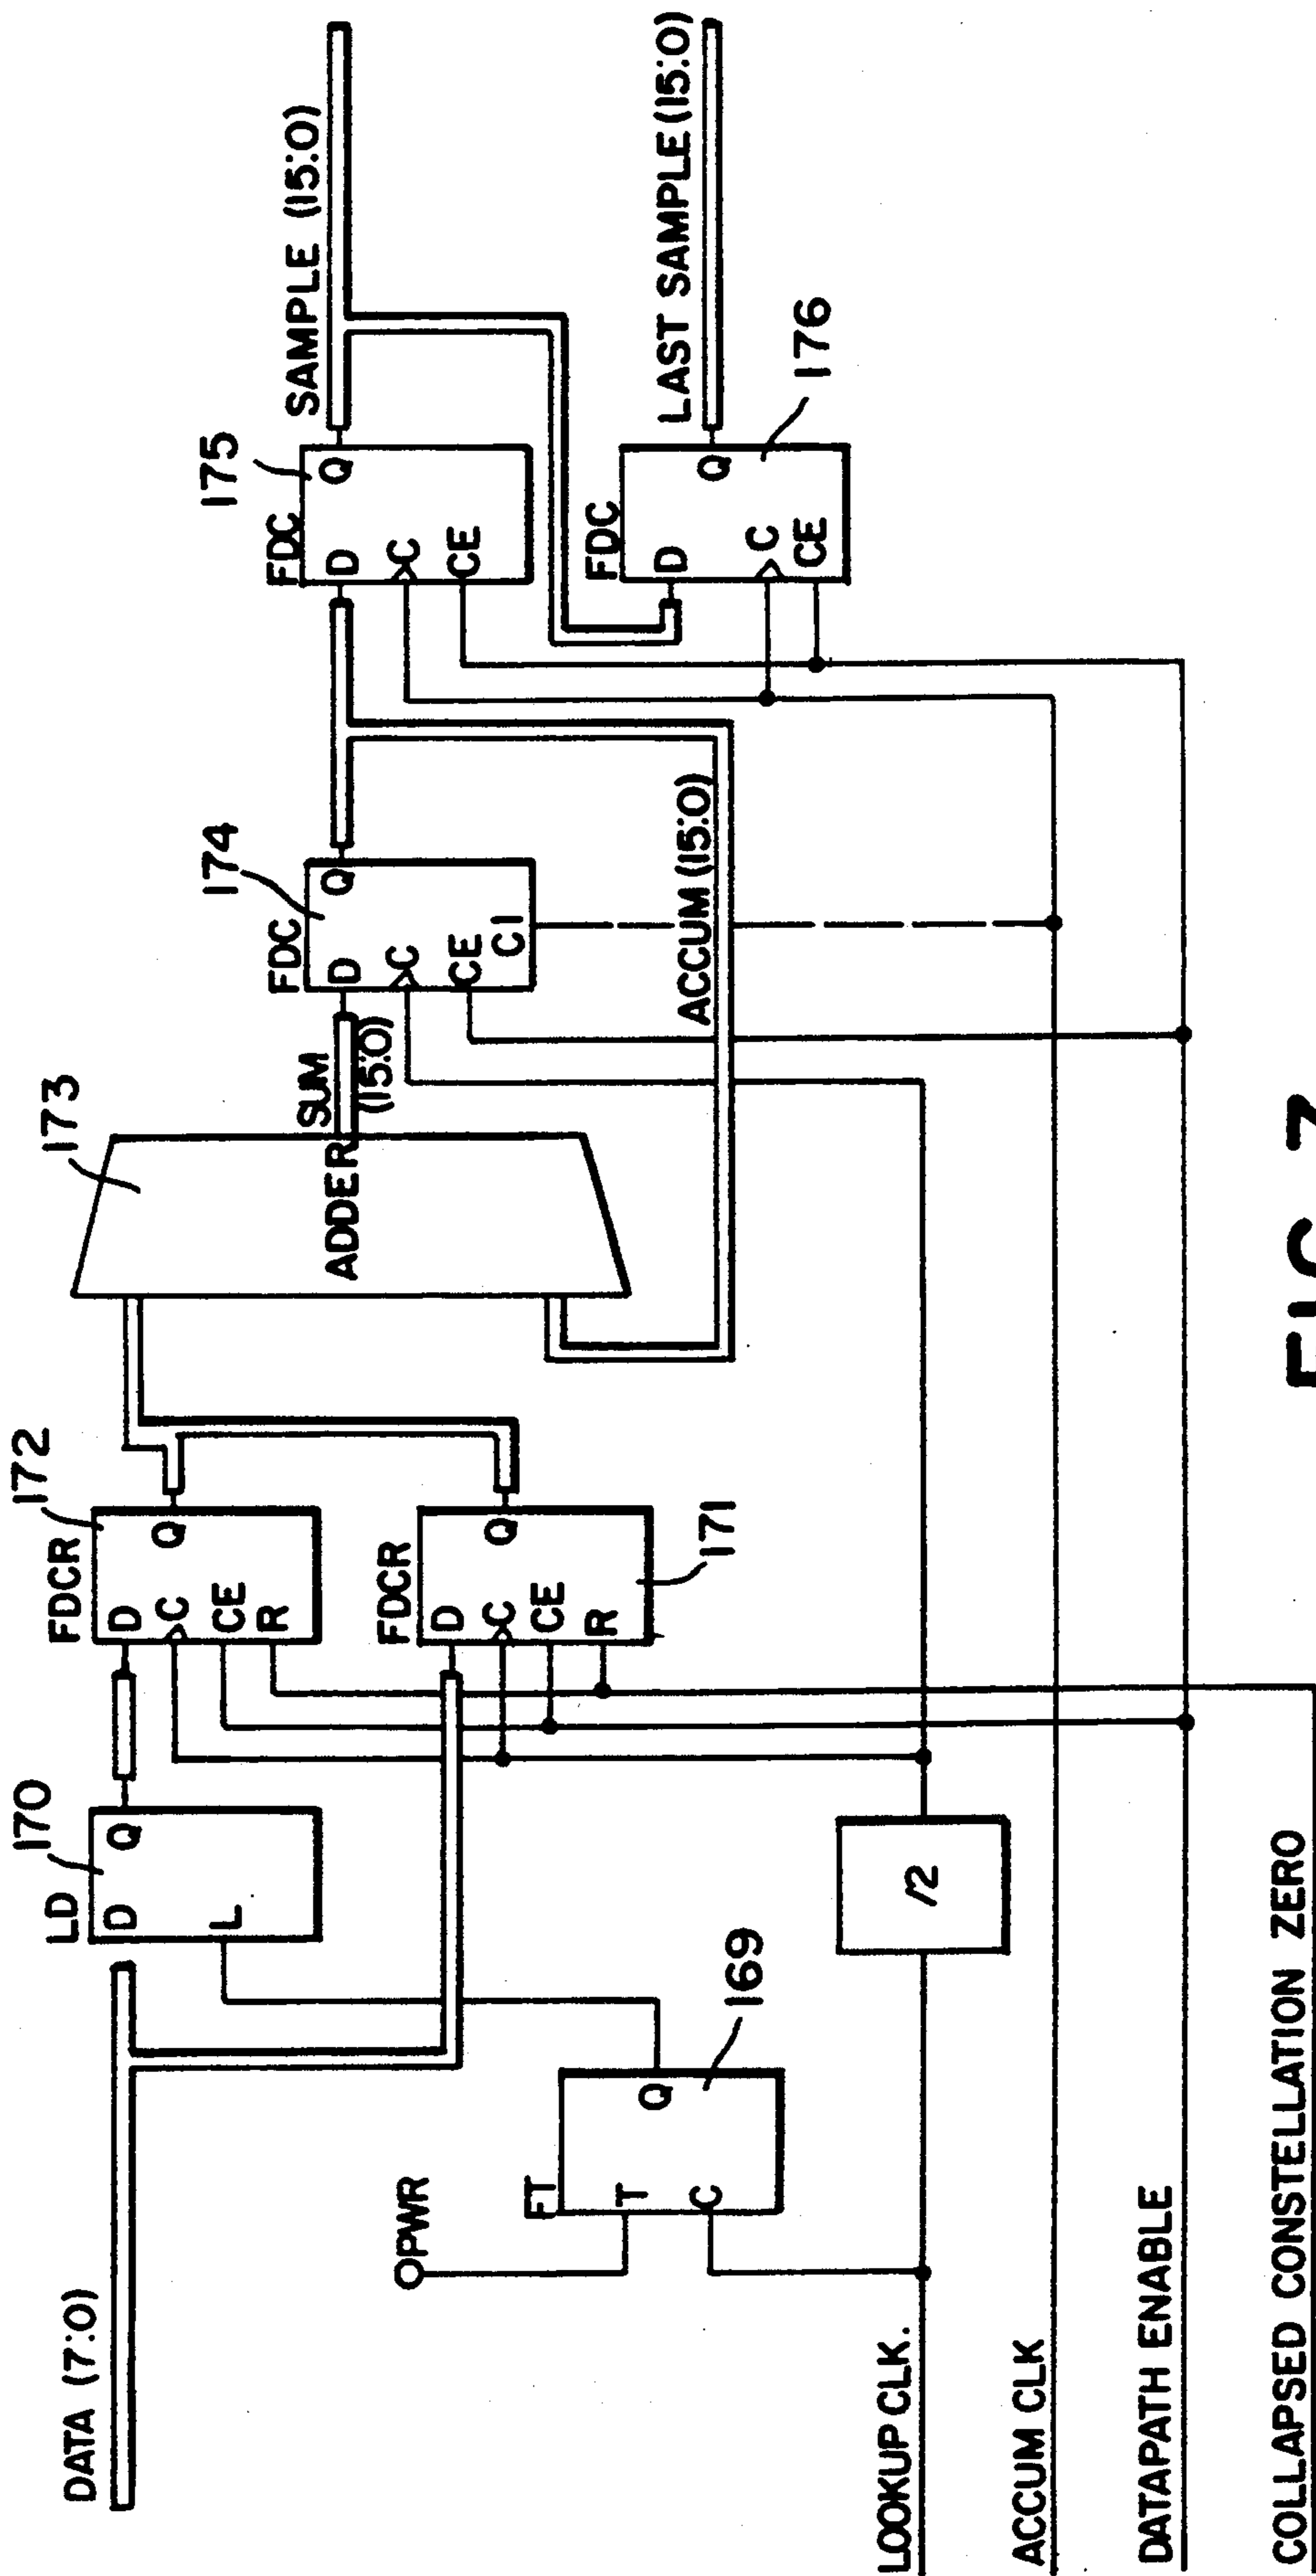 DATA (7:0)
LD
170
D
Q
L
FDCR
172
D
Q
C
CE
R
FDCR
D
Q
C
CE
R
171
OPWR
FT
T
Q
C
169
/2
173
ADDER
SUM
(15:0)
FDC
174
D
Q
C
CE
CI
ACCUM (15:0)
FDC
175
D
Q
C
CE
SAMPLE (15:0)
FDC
D
Q
C
CE
176
LAST SAMPLE (15:0)
LOOKUP CLK.
ACCUM CLK
DATAPATH ENABLE
COLLAPSED CONSTELLATION ZERO